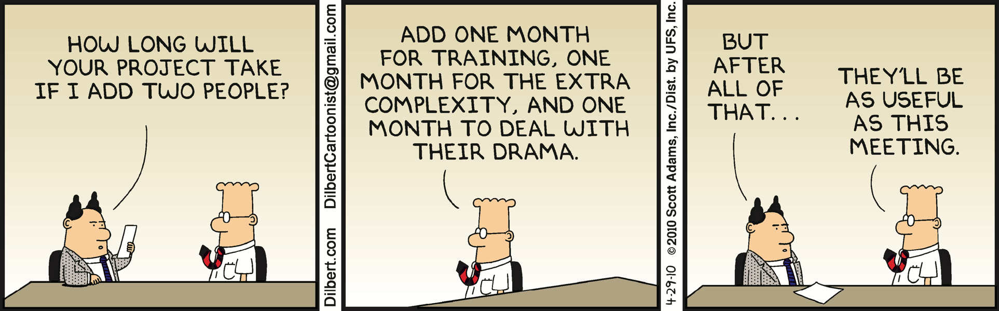 HOW LONG WILL
YOUR PROJECT TAKE
IF I ADD TWO PEOPLE?
Dilbert.com DilbertCartoonist@gmail.com
ADD ONE MONTH
FOR TRAINING, ONE
MONTH FOR THE EXTRA
COMPLEXITY, AND ONE
MONTH TO DEAL WITH
THEIR DRAMA.
4-29-10 ©2010 Scott Adams, Inc./Dist. by UFS, Inc.
BUT
AFTER
ALL OF
THAT...
THEY'LL BE
AS USEFUL
AS THIS
MEETING.